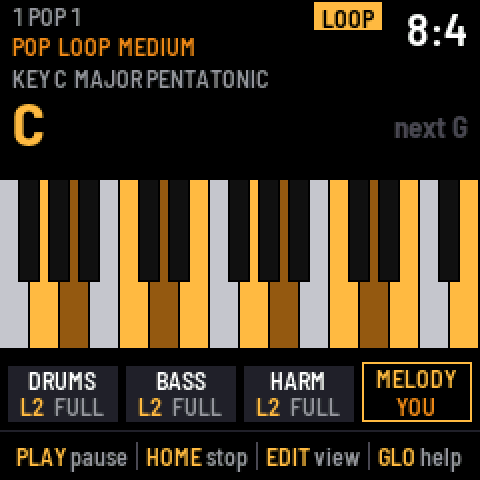 1 POP 1
LOOP
8:4
POP LOOP MEDIUM
KEY C MAJOR PENTATONIC
C
next G
DRUMS
L2 FULL
BASS
L2 FULL
HARM
L2 FULL
MELODY
YOU
PLAY pause
HOME stop
EDIT view
GLO help